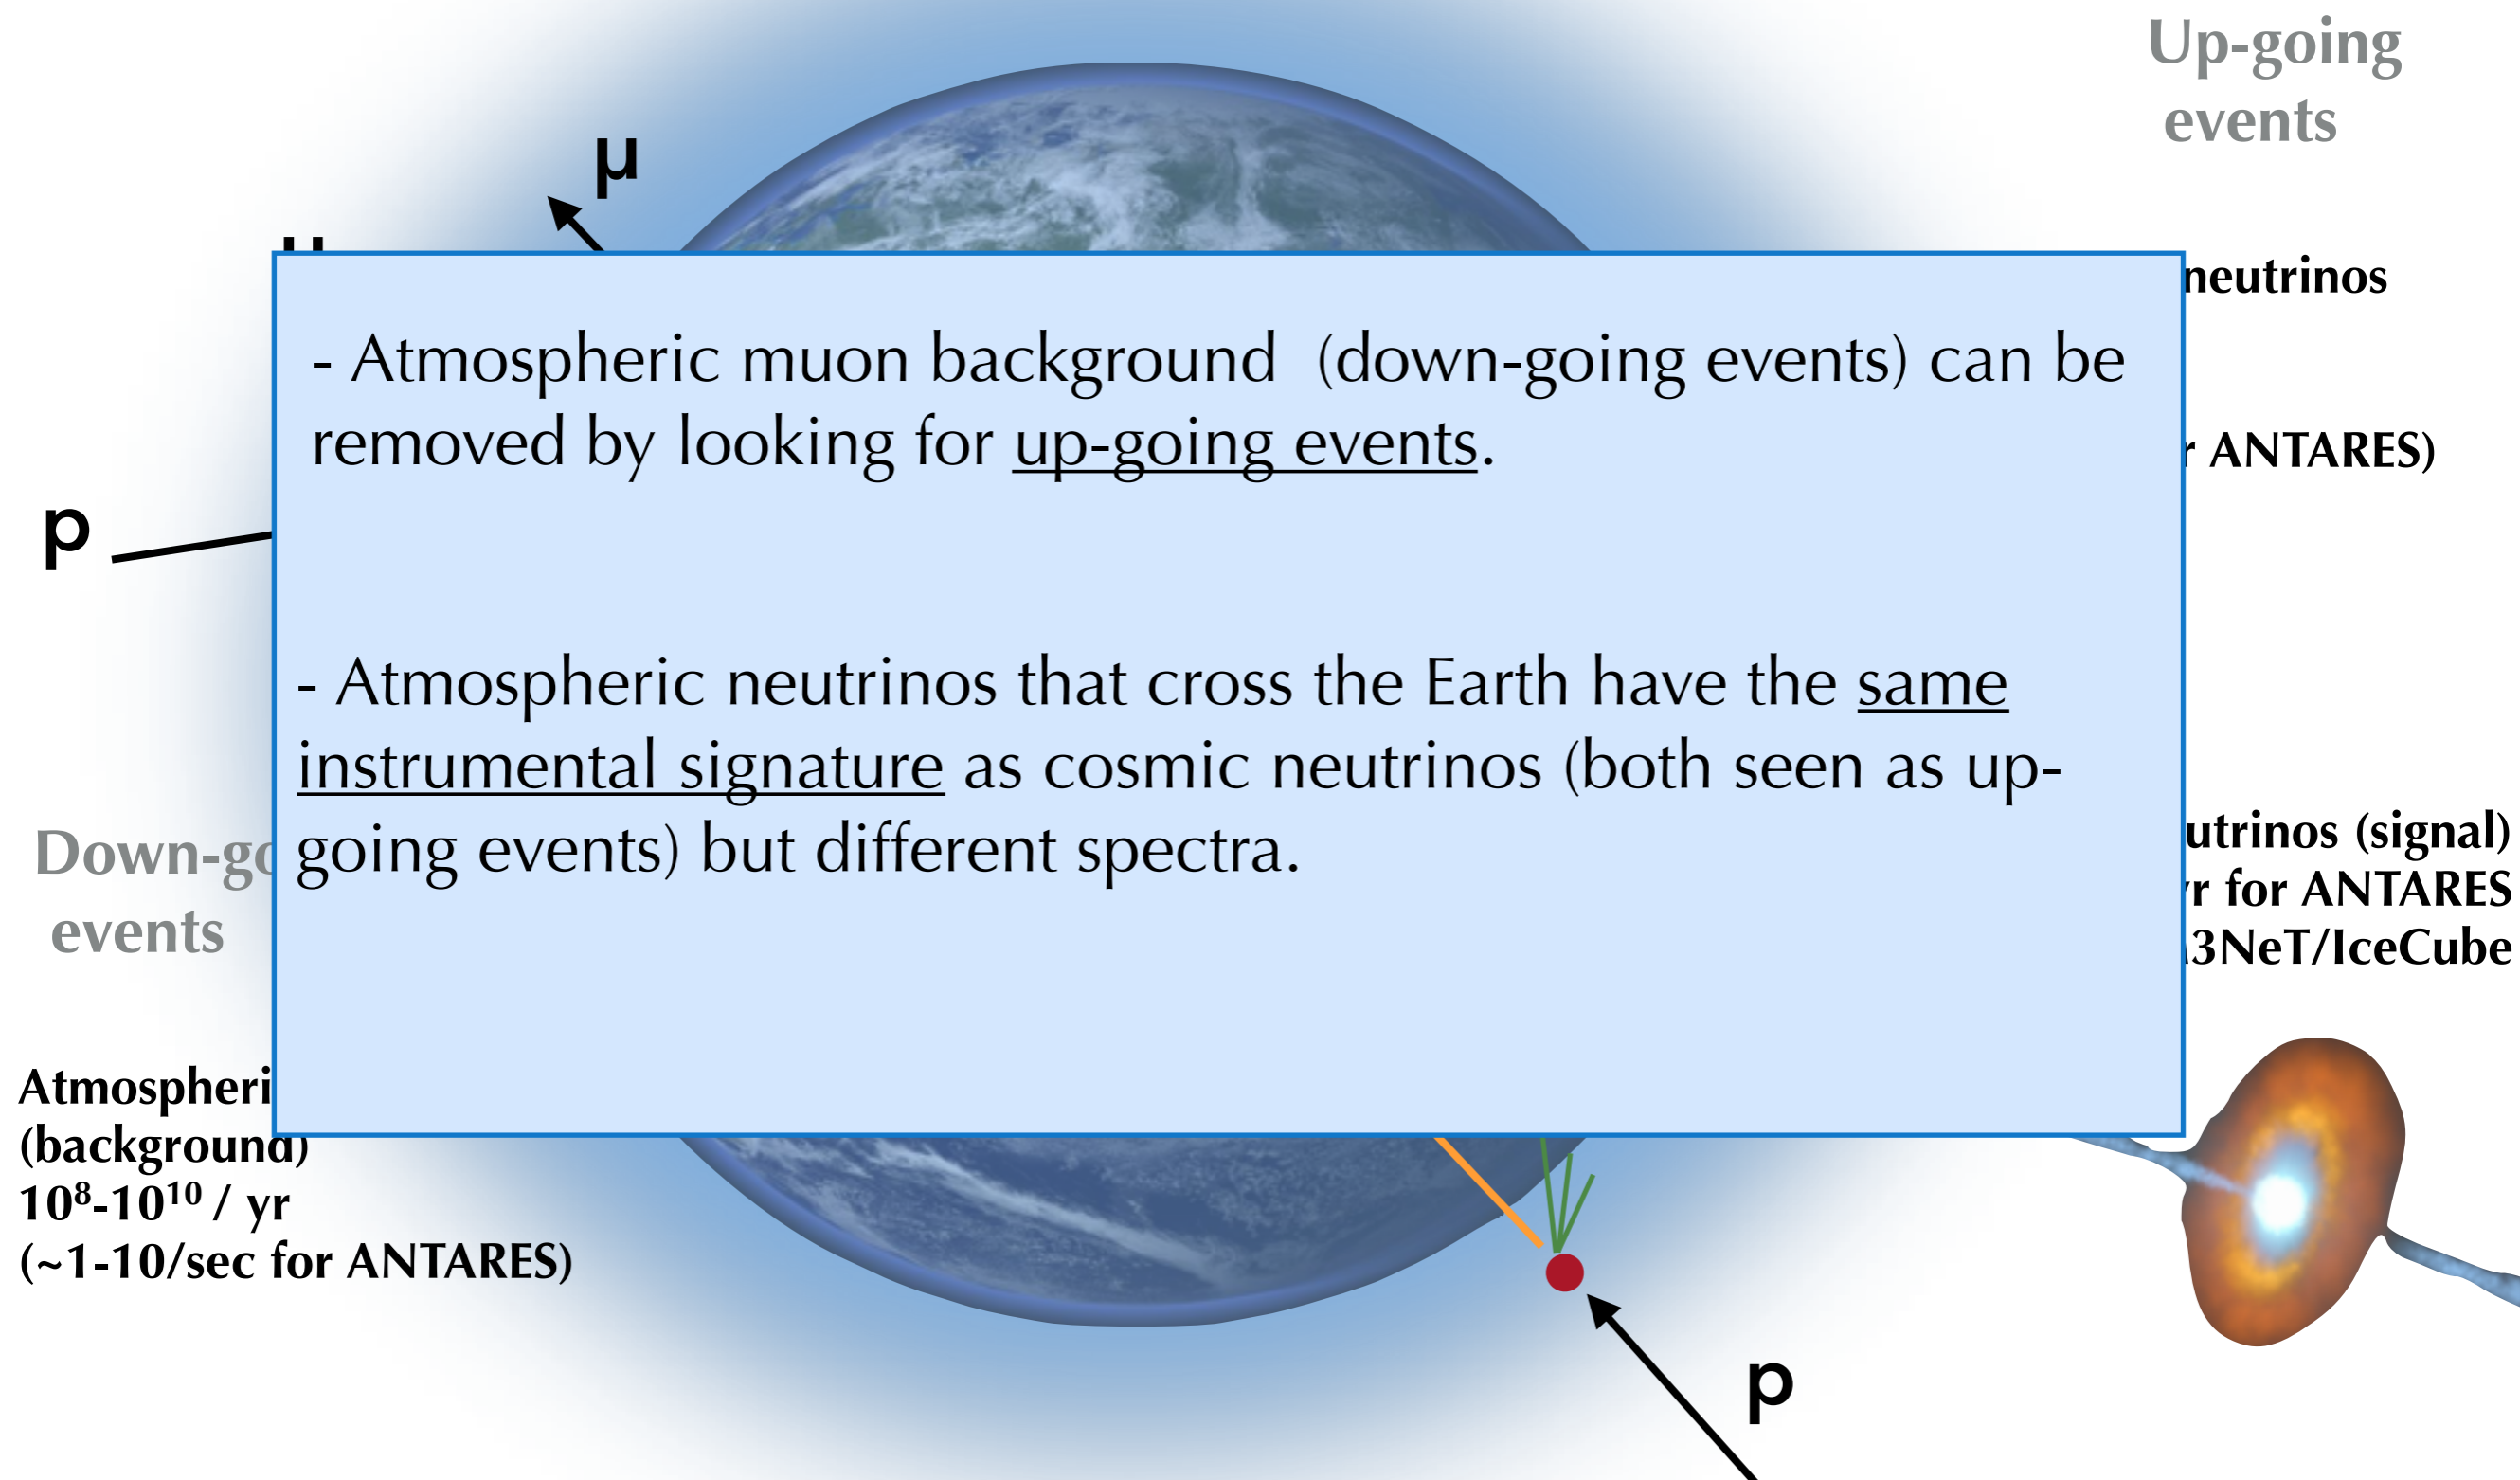 Up-going
events
µ
µ
neutrinos
- Atmospheric muon background (down-going events) can be
removed by looking for up-going events.
ANTARES)
p
- Atmospheric neutrinos that cross the Earth have the same
instrumental signature as cosmic neutrinos (both seen as up-
going events) but different spectra.
(signal)
for ANTARES
3NeT/IceCube
events
(background)
10⁸-10¹⁰ / yr
(~1-10/sec for ANTARES)
p